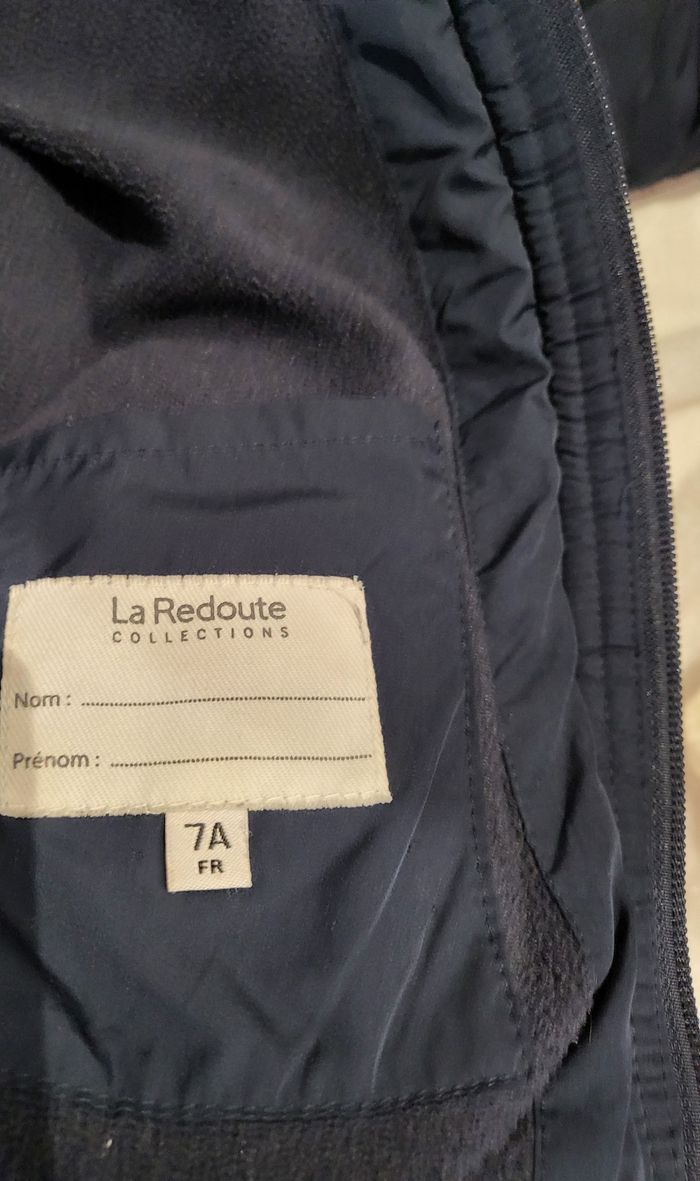 La Redoute
COLLECTIONS
Nom :
Prénom :
7A
FR